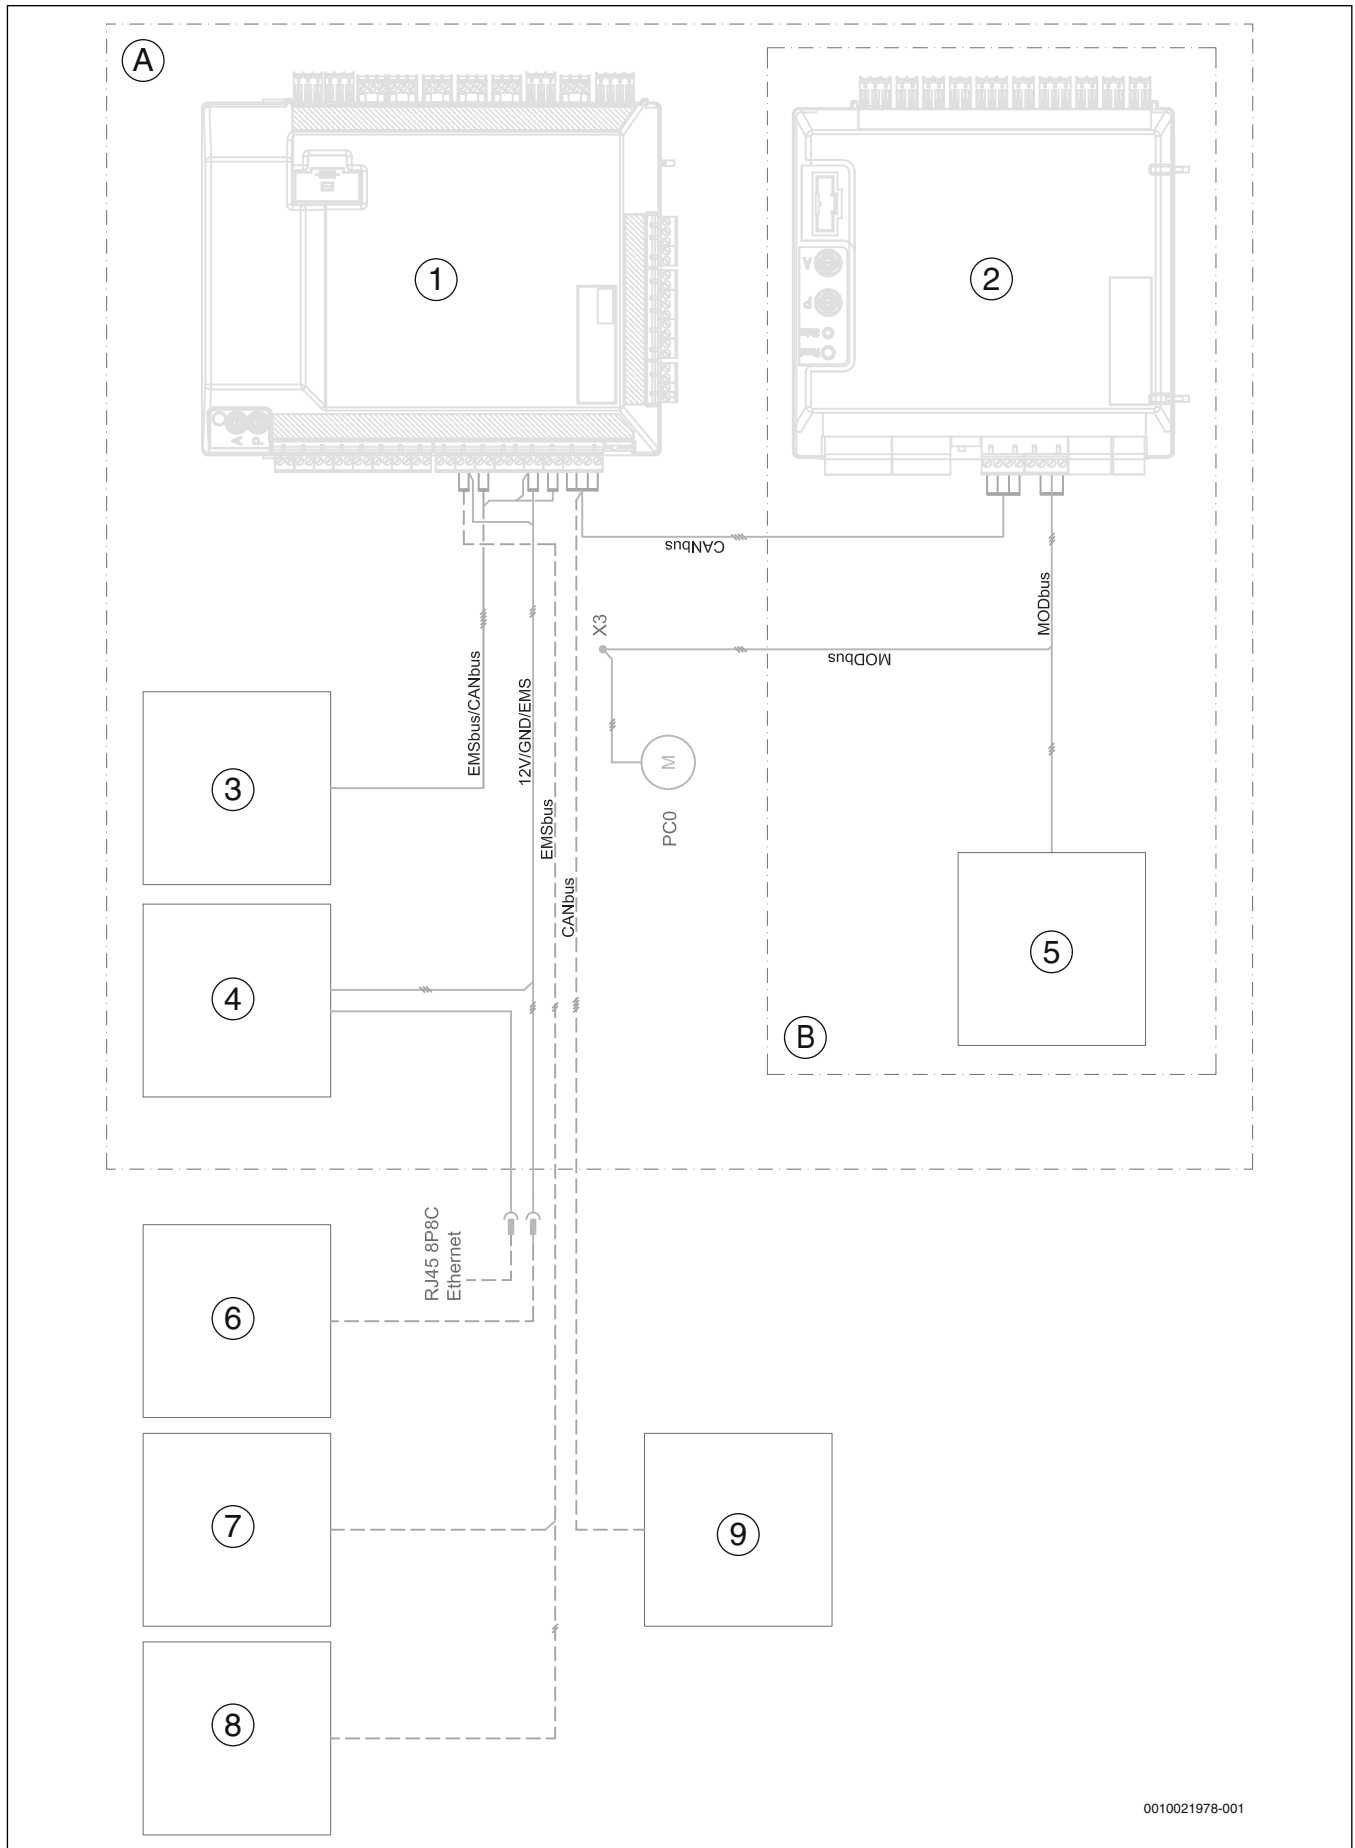 A
1
2
A
P
A
P
CANbus
MODbus
X3
MODbus
EMSbus/CANbus
12V/GND/EMS
3
M
PC0
EMSbus
CANbus
4
5
B
RJ45 8P8C
Ethernet
6
7
9
8
0010021978-001